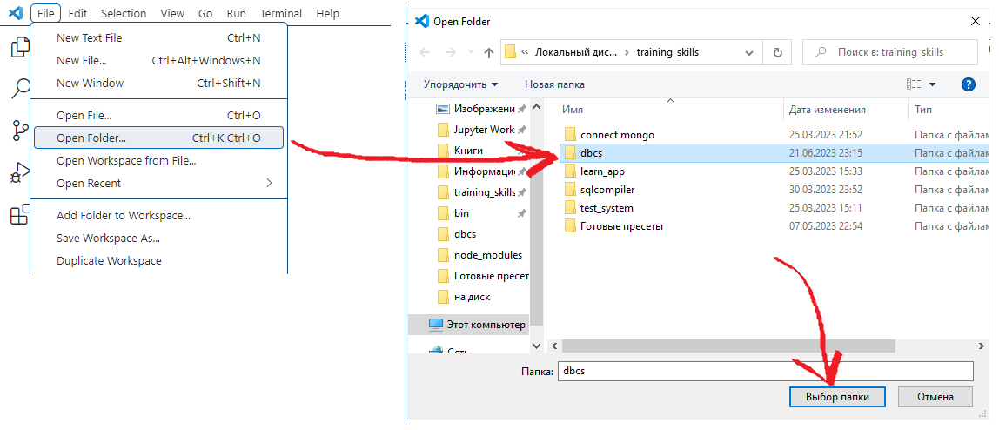 File Edit Selection View Go Run Terminal Help
New Text File Ctrl+N
New File... Ctrl+Alt+Windows+N
New Window Ctrl+Shift+N
Open File... Ctrl+O
Open Folder... Ctrl+K Ctrl+O
Open Workspace from File...
Open Recent
Add Folder to Workspace...
Save Workspace As...
Duplicate Workspace
Open Folder
« Локальный дис... › training_skills
Поиск в: training_skills
Упорядочить Новая папка
Изображени
Jupyter Work
Книги
Информацис
training_skills
bin
dbcs
node_modules
Готовые пресет
на диск
Этот компьютер
Сеть
Имя Дата изменения Тип
connect mongo 25.03.2023 21:52 Папка с файлам
dbcs 21.06.2023 23:15 Папка с файлам
learn_app 25.03.2023 15:33 Папка с файлам
sqlcompiler 30.03.2023 23:52 Папка с файлам
test_system 25.03.2023 15:11 Папка с файлам
Готовые пресеты 07.05.2023 22:54 Папка с файлам
Папка: dbcs
Выбор папки Отмена